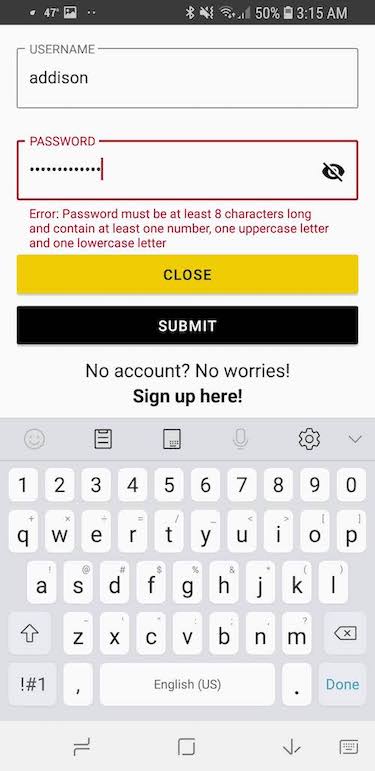 47° 50% 3:15 AM
USERNAME
addison
PASSWORD
•••••••••••••
Error: Password must be at least 8 characters long
and contain at least one number, one uppercase letter
and one lowercase letter
CLOSE
SUBMIT
No account? No worries!
Sign up here!
1 2 3 4 5 6 7 8 9 0
q w e r t y u i o p
a s d f g h j k l
z x c v b n m
!#1 , English (US) . Done